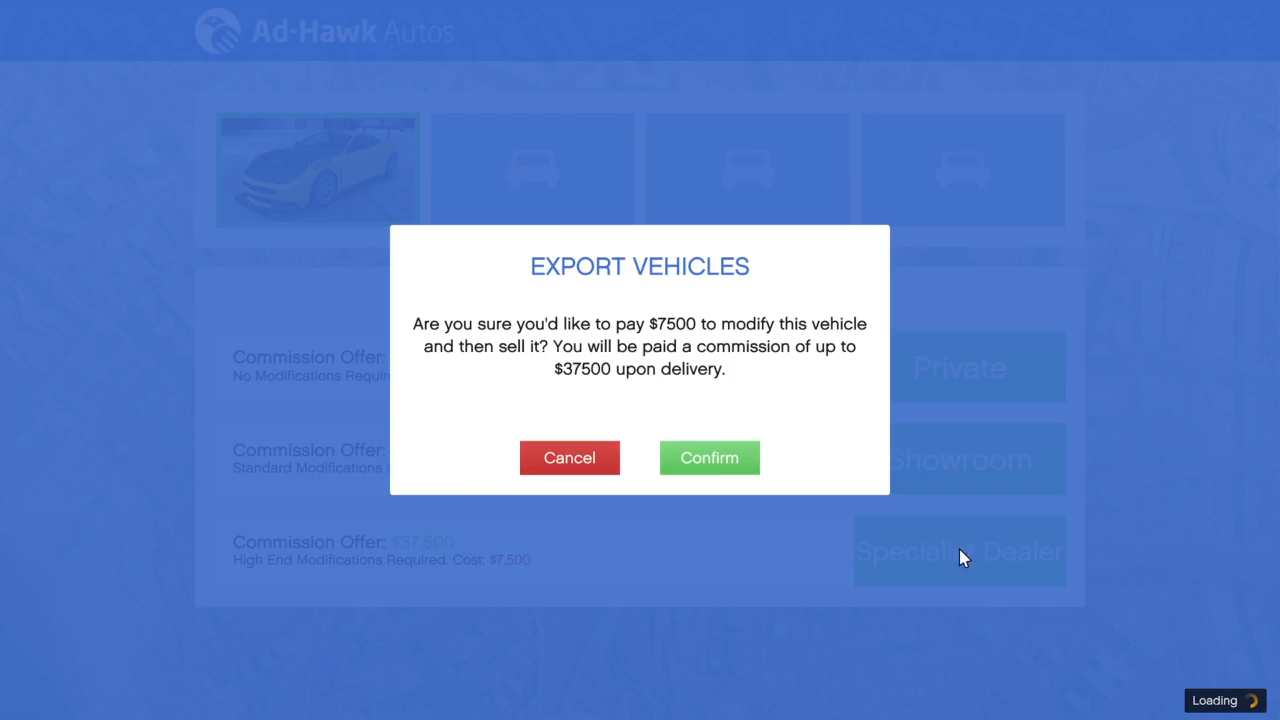 Ad-Hawk Autos
EXPORT VEHICLES
Are you sure you'd like to pay $7500 to modify this vehicle
and then sell it? You will be paid a commission of up to
$37500 upon delivery.
Cancel
Confirm
Commission Offer:
No Modifications
Private
Commission Offer:
Standard Modifications
Showroom
Commission Offer: $37,500
High End Modifications Required. Cost: $7,500
Specialist Dealer
Loading